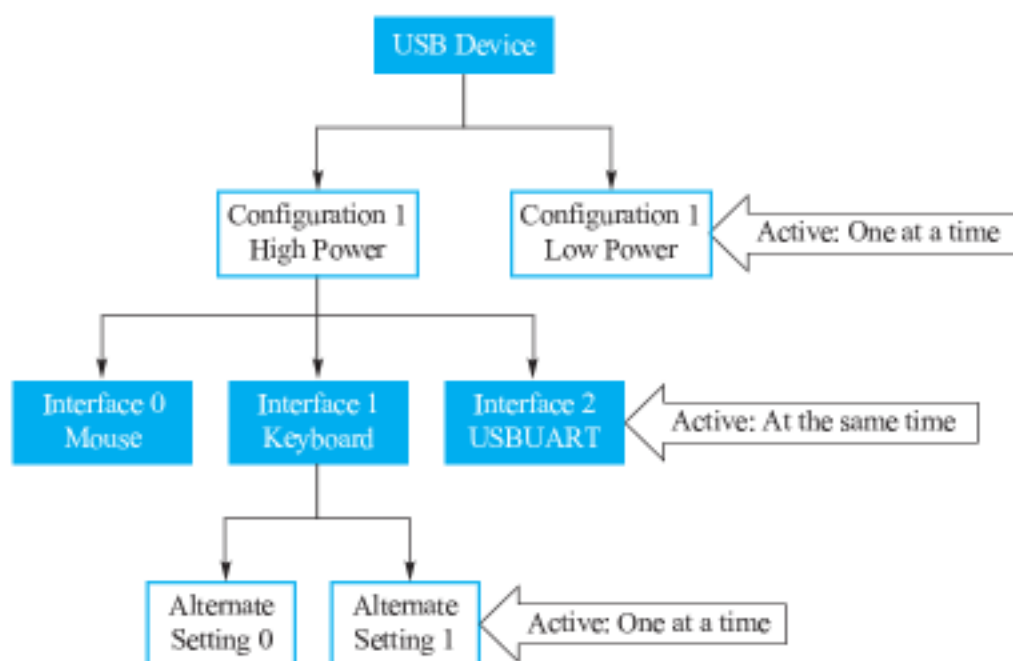 USB Device
Configuration 1
High Power
Configuration 1
Low Power
Active: One at a time
Interface 0
Mouse
Interface 1
Keyboard
Interface 2
USBUART
Active: At the same time
Alternate
Setting 0
Alternate
Setting 1
Active: One at a time